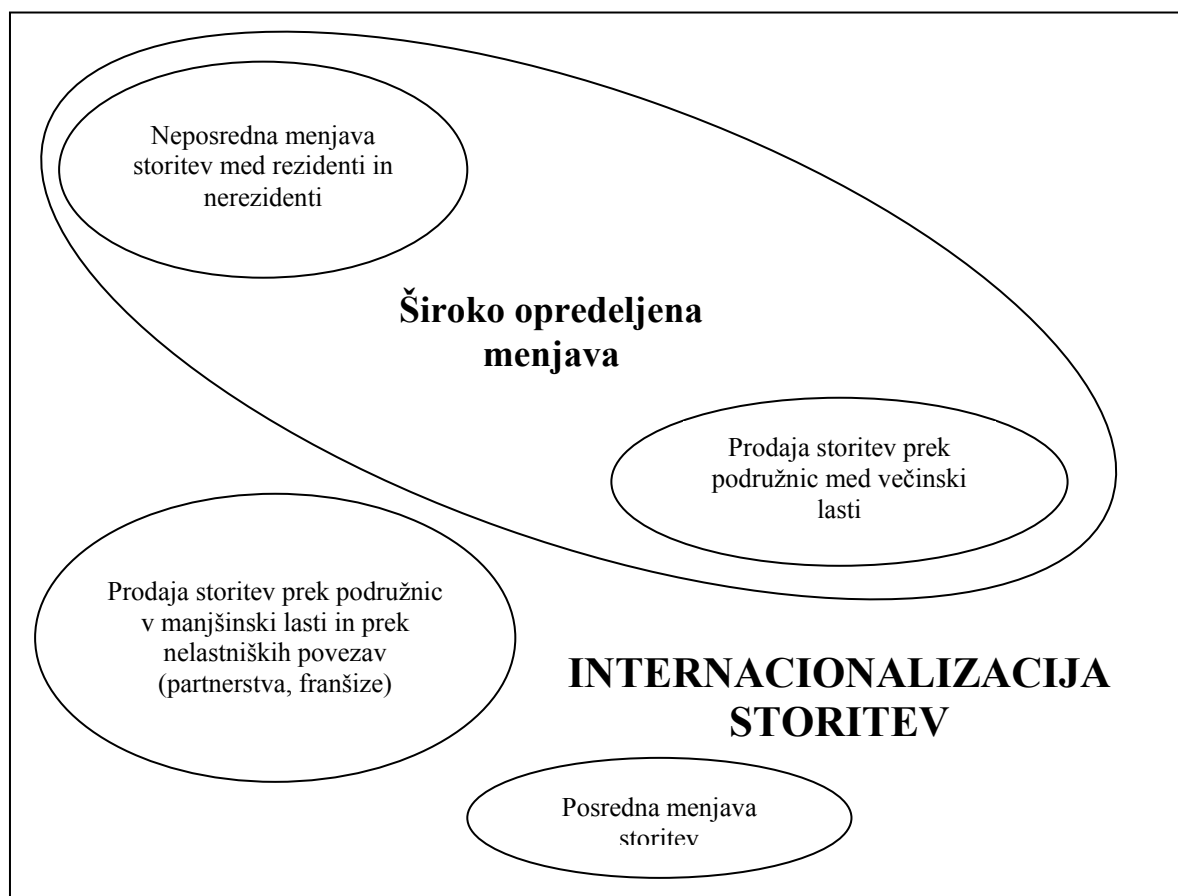 Neposredna menjava
storitev med rezidenti in
nerezidenti
Široko opredeljena
menjava
Prodaja storitev prek
podružnic med večinski
lasti
Prodaja storitev prek podružnic
v manjšinski lasti in prek
nelastniških povezav
(partnerstva, franšize)
INTERNACIONALIZACIJA
STORITEV
Posredna menjava
storitev